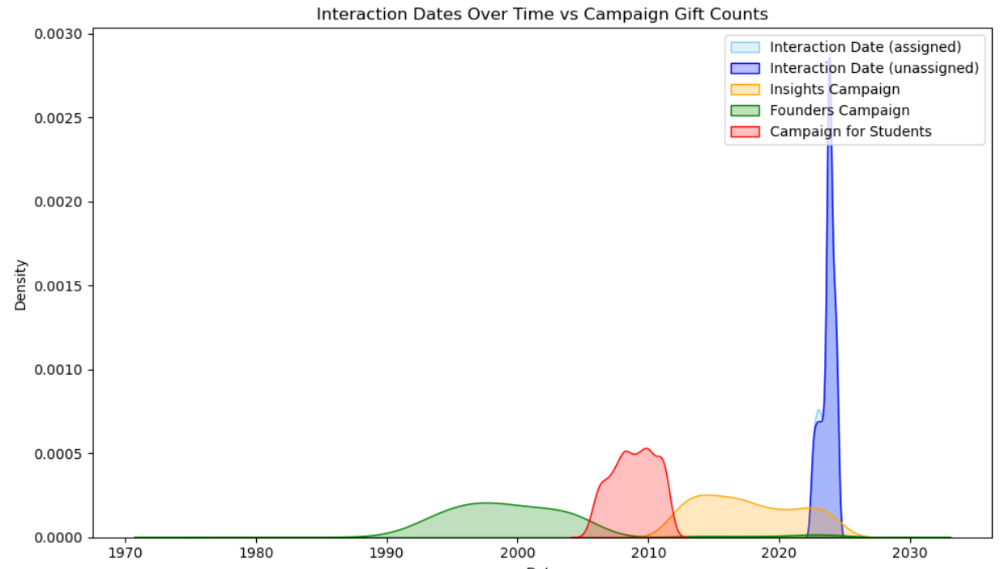 Interaction Dates Over Time vs Campaign Gift Counts
0.0030
0.0025
0.0020
0.0015
0.0010
0.0005
0.0000
Density
Interaction Date (assigned)
Interaction Date (unassigned)
Insights Campaign
Founders Campaign
Campaign for Students
1970 1980 1990 2000 2010 2020 2030